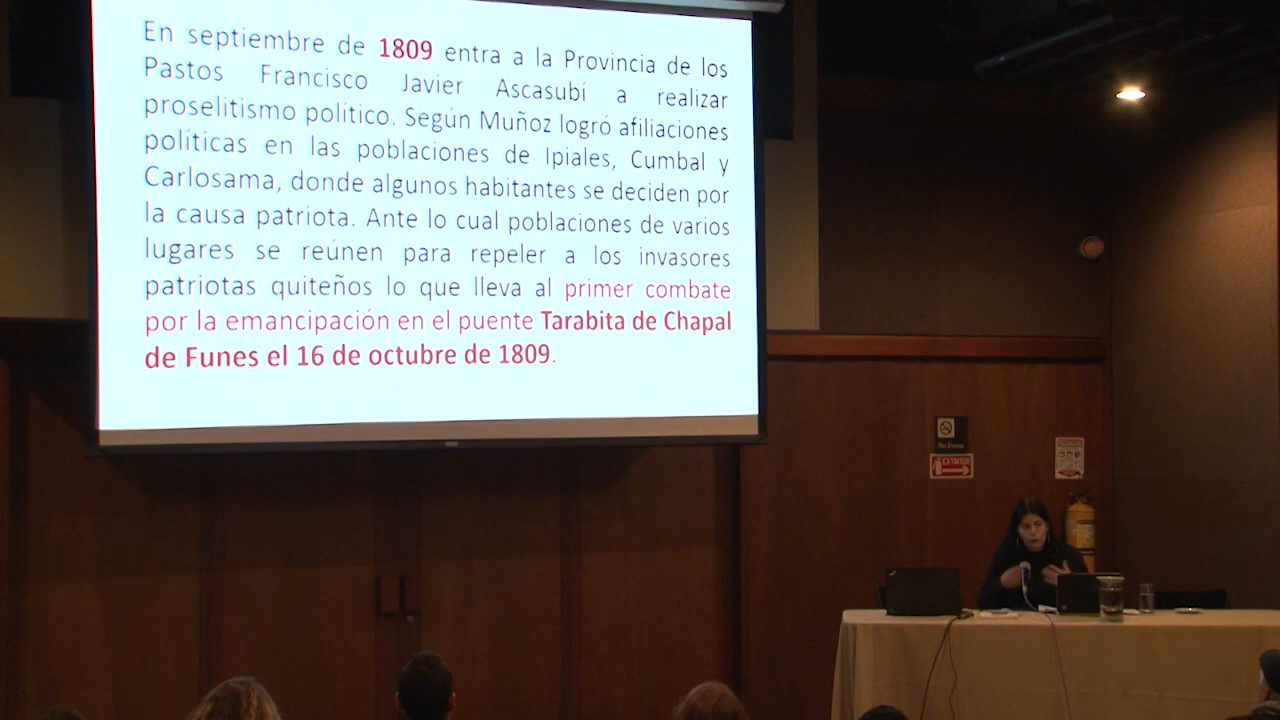 En septiembre de 1809 entra a la Provincia de los
Pastos Francisco Javier Ascasubí a realizar
proselitismo político. Según Muñoz logró afiliaciones
políticas en las poblaciones de Ipiales, Cumbal y
Carlosama, donde algunos habitantes se deciden por
la causa patriota. Ante lo cual poblaciones de varios
lugares se reúnen para repeler a los invasores
patriotas quiteños lo que lleva al primer combate
por la emancipación en el puente Tarabita de Chapal
de Funes el 16 de octubre de 1809.
No Fume
EXTINTOR